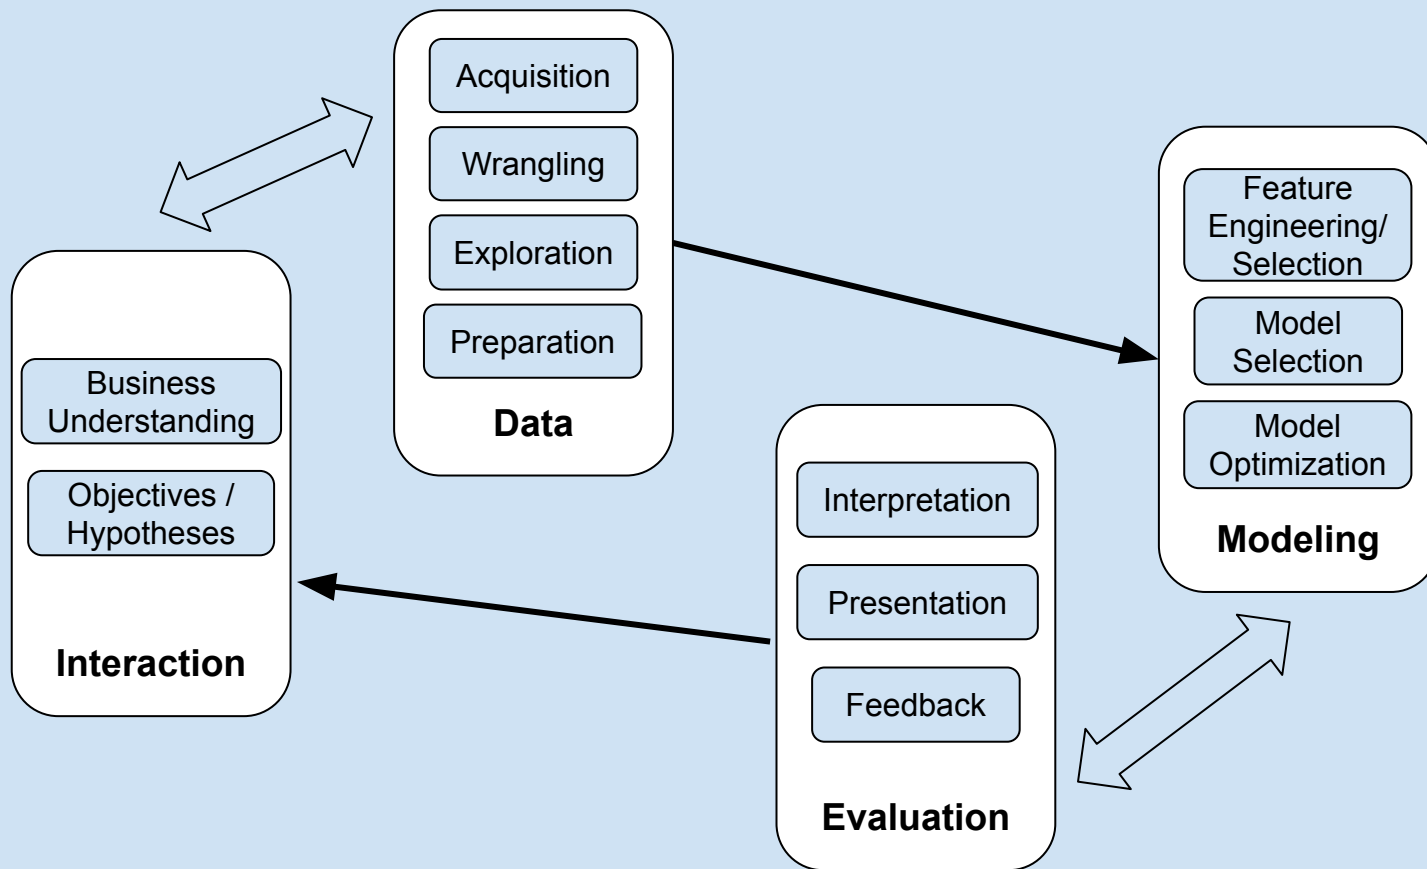 Acquisition
Wrangling
Exploration
Preparation
Data
Business
Understanding
Objectives /
Hypotheses
Interaction
Feature
Engineering/
Selection
Model
Selection
Model
Optimization
Modeling
Interpretation
Presentation
Feedback
Evaluation